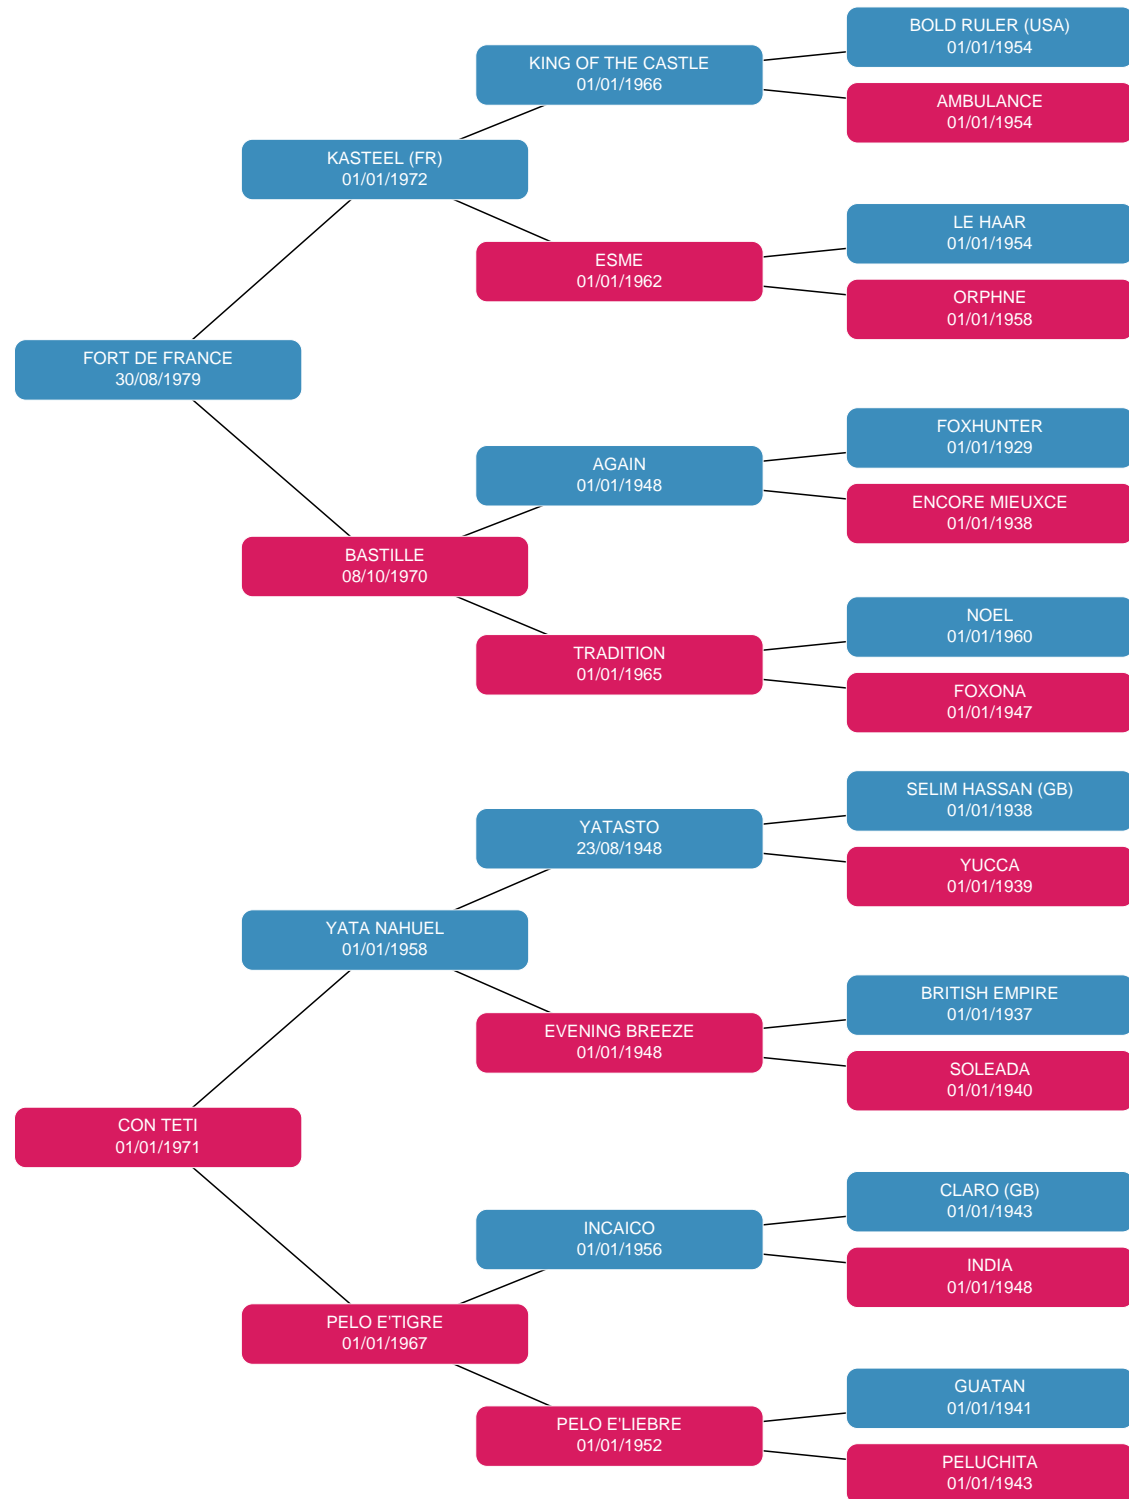 BOLD RULER (USA)
01/01/1954
KING OF THE CASTLE
01/01/1966
AMBULANCE
01/01/1954
KASTEEL (FR)
01/01/1972
LE HAAR
01/01/1954
ESME
01/01/1962
ORPHNE
01/01/1958
FORT DE FRANCE
30/08/1979
FOXHUNTER
01/01/1929
AGAIN
01/01/1948
ENCORE MIEUXCE
01/01/1938
BASTILLE
08/10/1970
NOEL
01/01/1960
TRADITION
01/01/1965
FOXONA
01/01/1947
SELIM HASSAN (GB)
01/01/1938
YATASTO
23/08/1948
YUCCA
01/01/1939
YATA NAHUEL
01/01/1958
BRITISH EMPIRE
01/01/1937
EVENING BREEZE
01/01/1948
SOLEADA
01/01/1940
CON TETI
01/01/1971
CLARO (GB)
01/01/1943
INCAICO
01/01/1956
INDIA
01/01/1948
PELO E'TIGRE
01/01/1967
GUATAN
01/01/1941
PELO E'LIEBRE
01/01/1952
PELUCHITA
01/01/1943